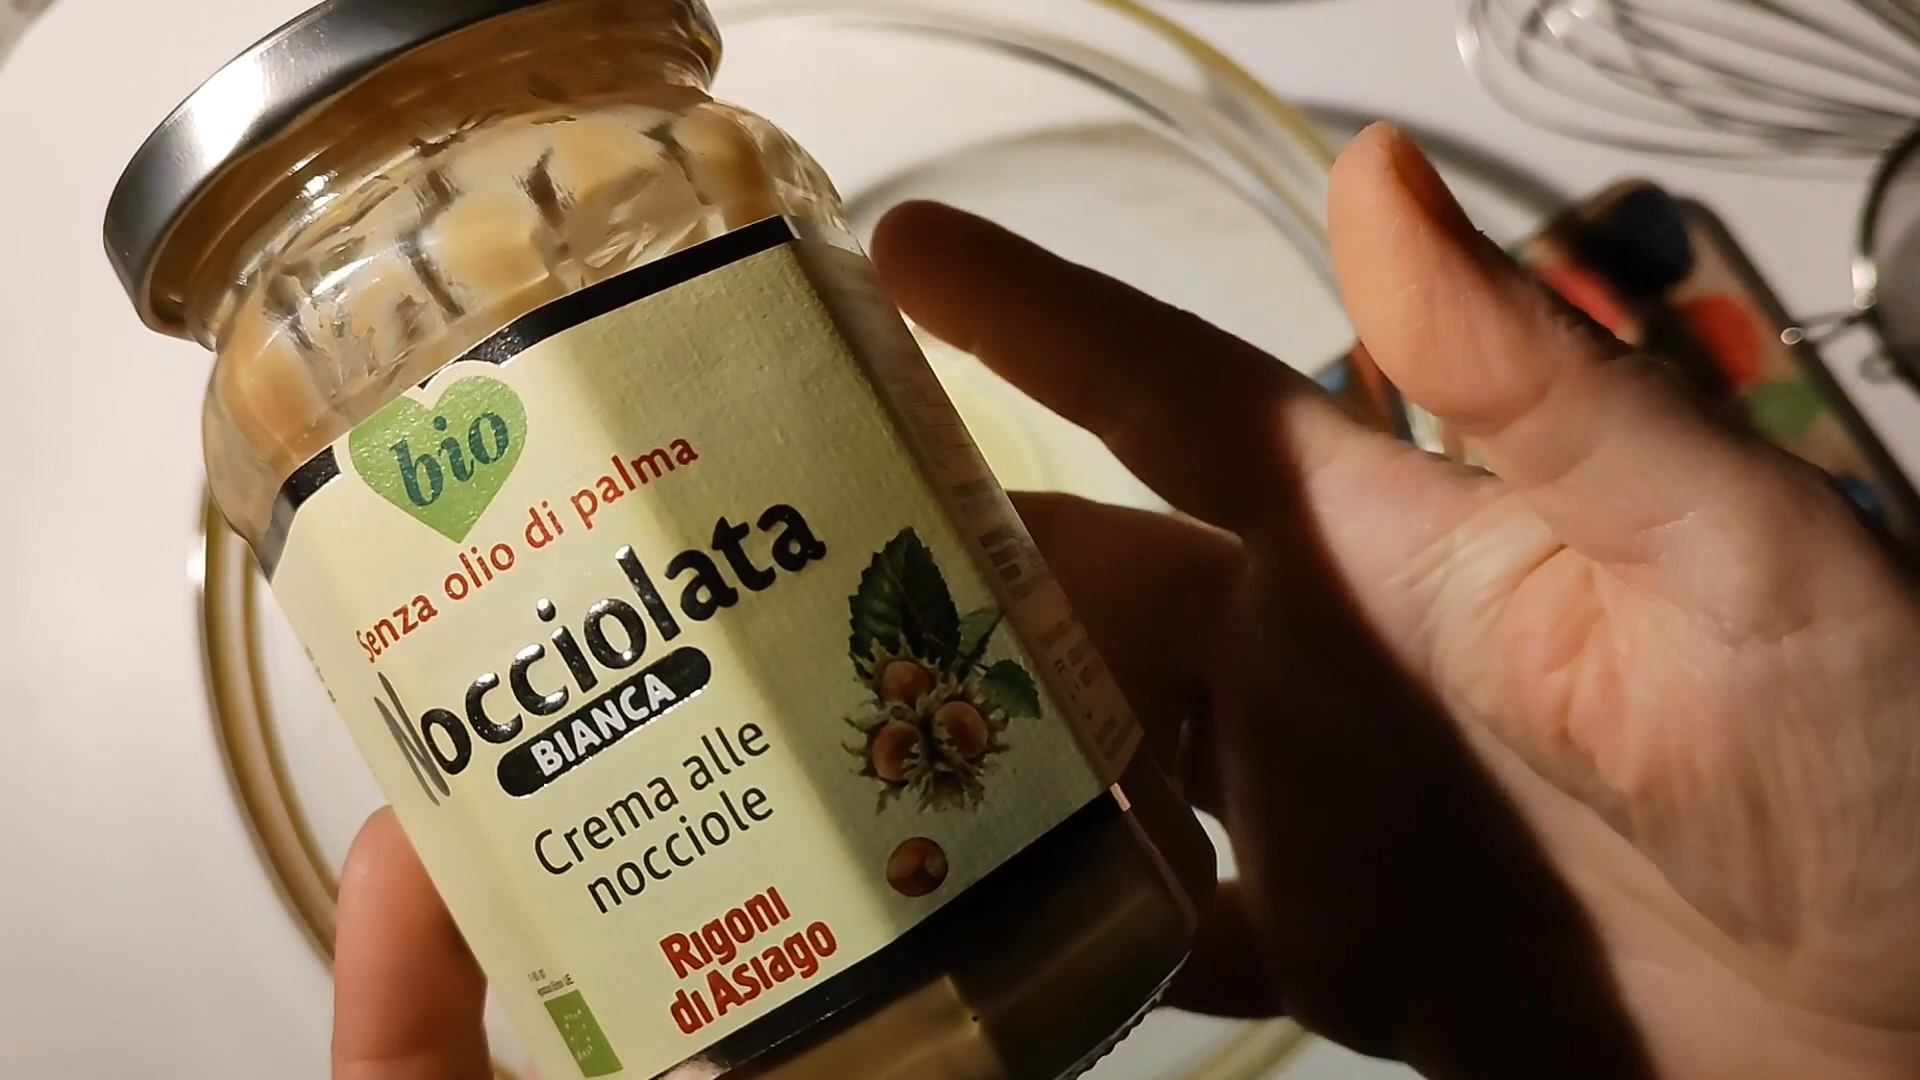 bio
Senza olio di palma
Nocciolata
BIANCA
Crema alle
nocciole
Rigoni
di Asiago